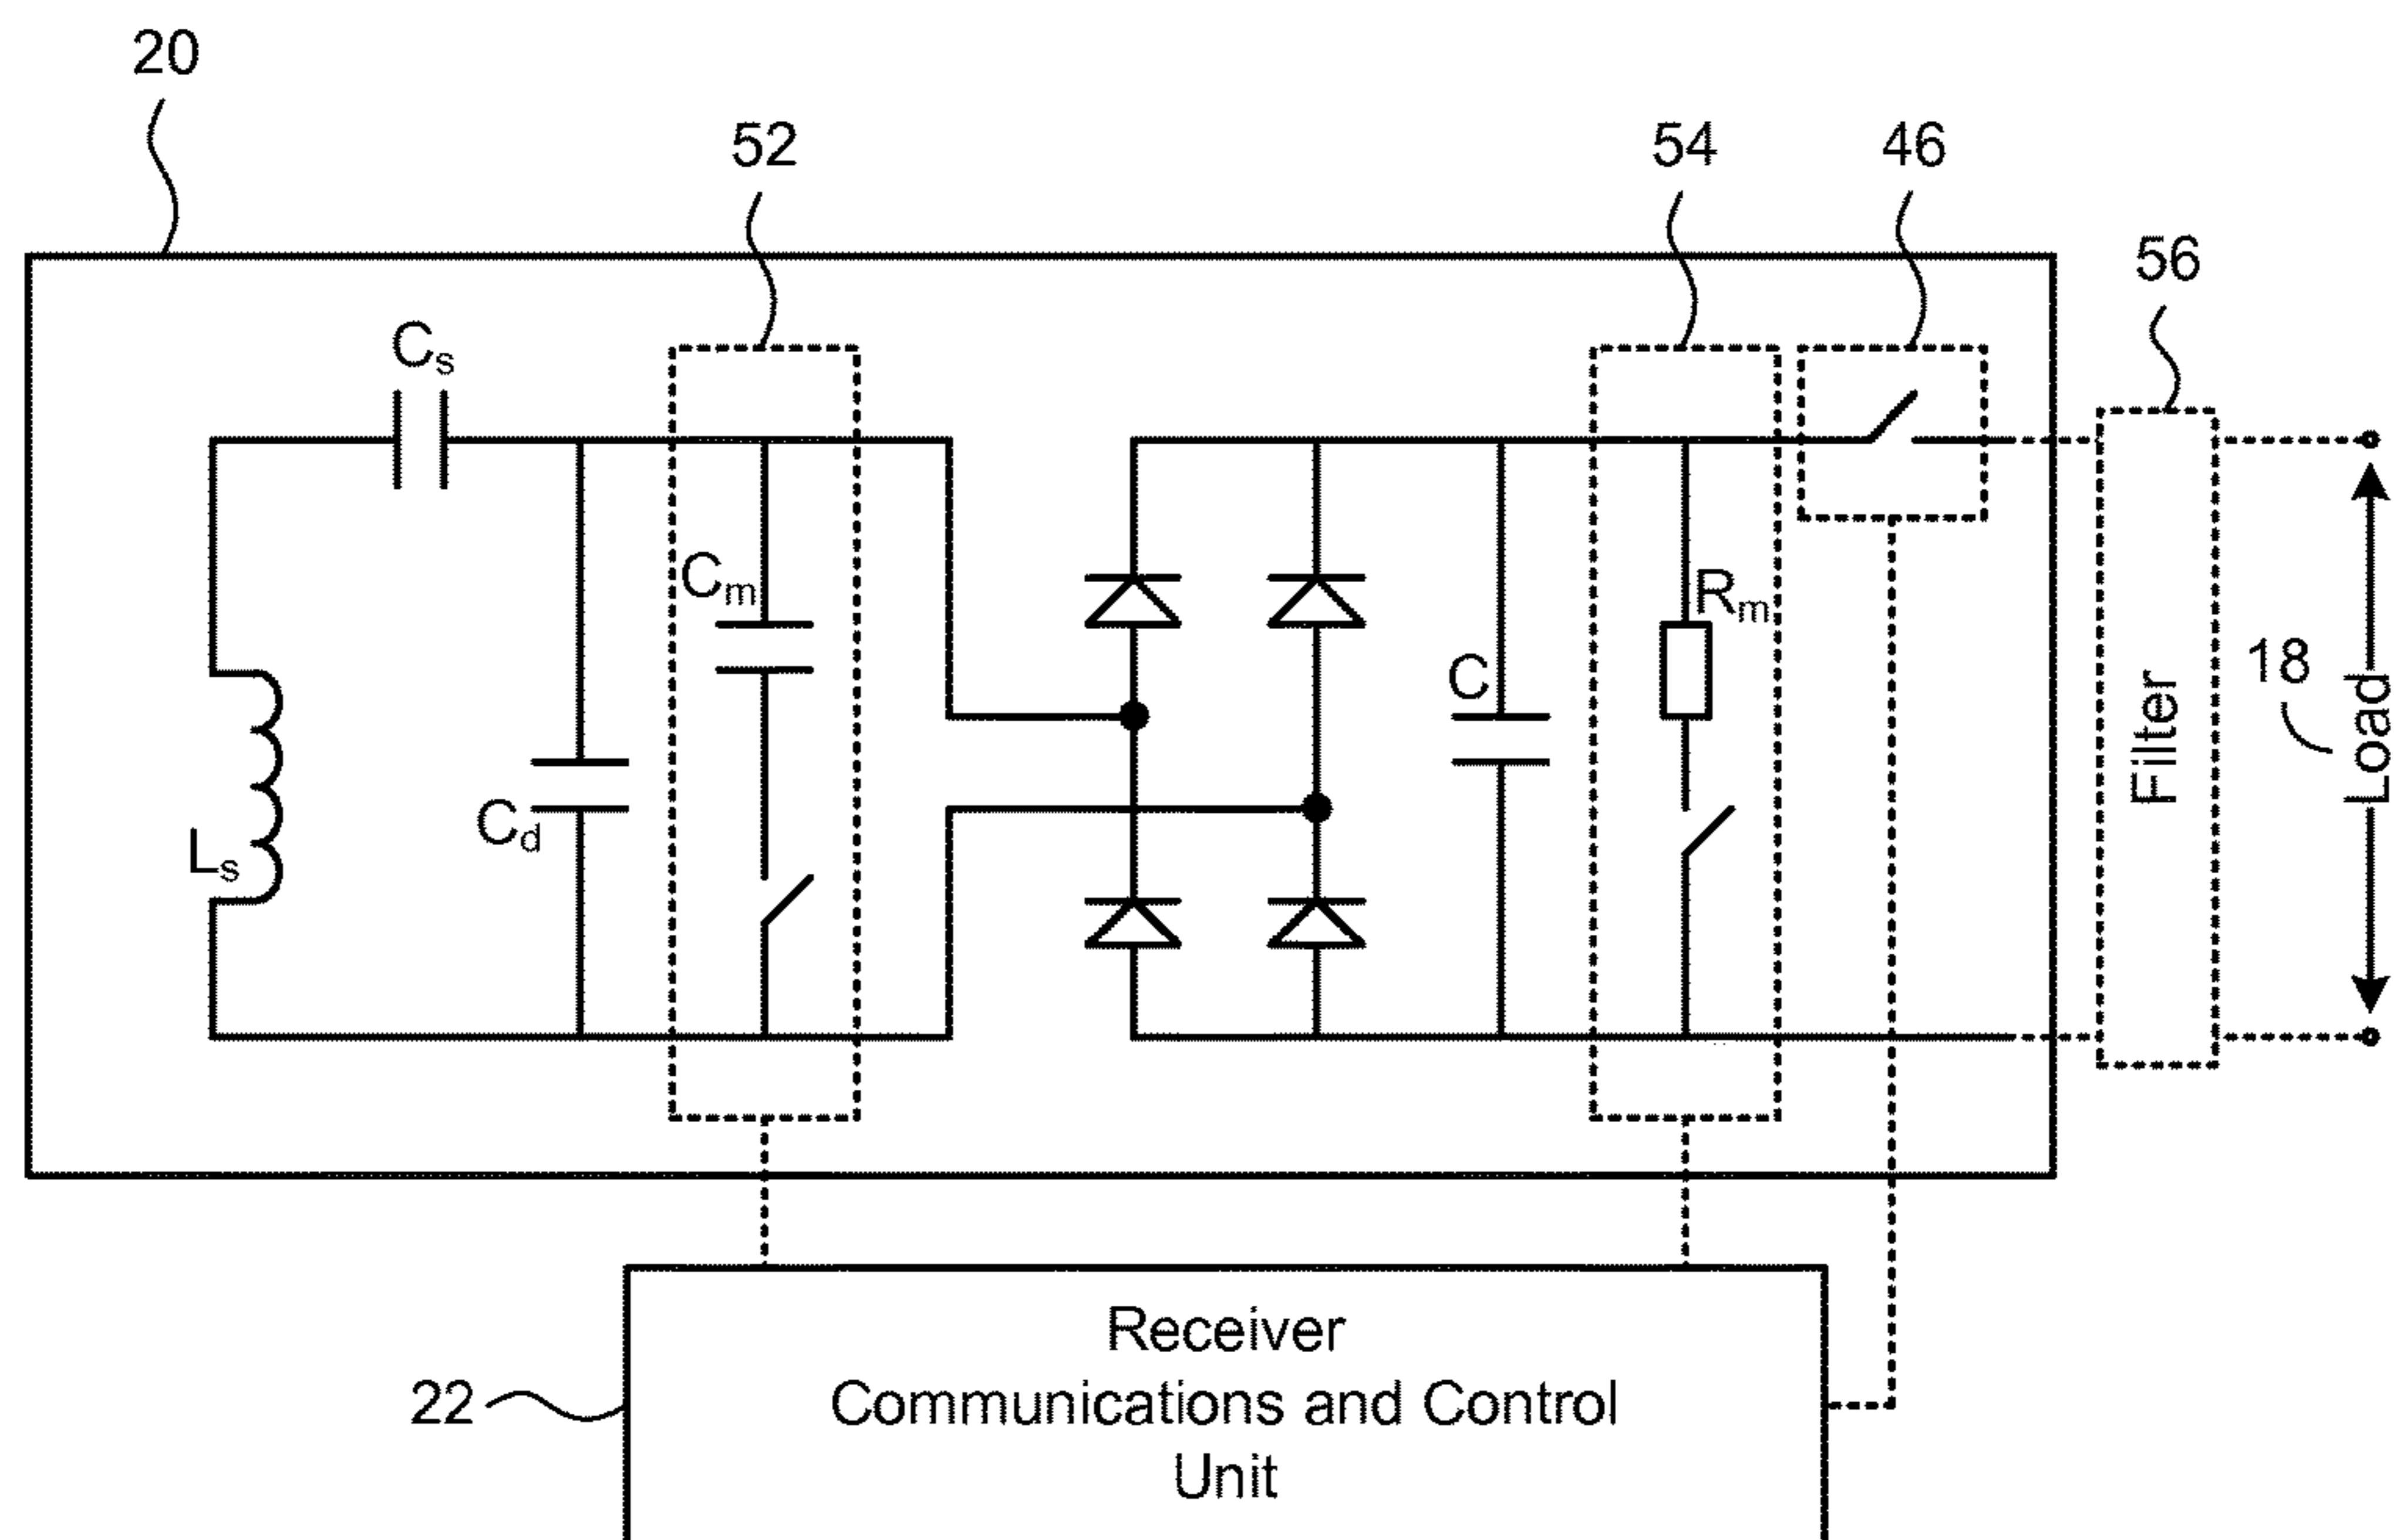 20
52
54
46
56
Cs
Cm
Rm
Cd
Ls
C
Filter
18
Load
22
Receiver
Communications and Control
Unit